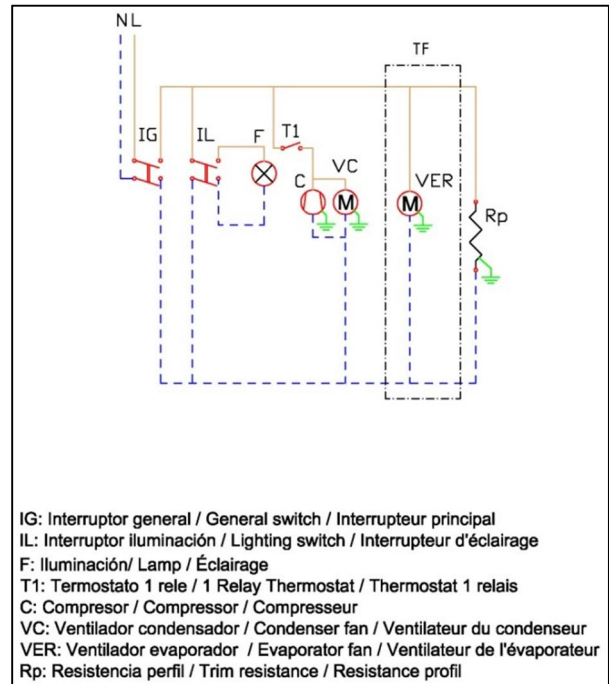 N L
TF
IG
IL
F
T1
C
VC
M
VER
M
Rp
IG: Interruptor general / General switch / Interrupteur principal
IL: Interruptor iluminación / Lighting switch / Interrupteur d'éclairage
F: Iluminación/ Lamp / Éclairage
T1: Termostato 1 rele / 1 Relay Thermostat / Thermostat 1 relais
C: Compresor / Compressor / Compresseur
VC: Ventilador condensador / Condenser fan / Ventilateur du condenseur
VER: Ventilador evaporador / Evaporator fan / Ventilateur de l'évaporateur
Rp: Resistencia perfil / Trim resistance / Resistance profil